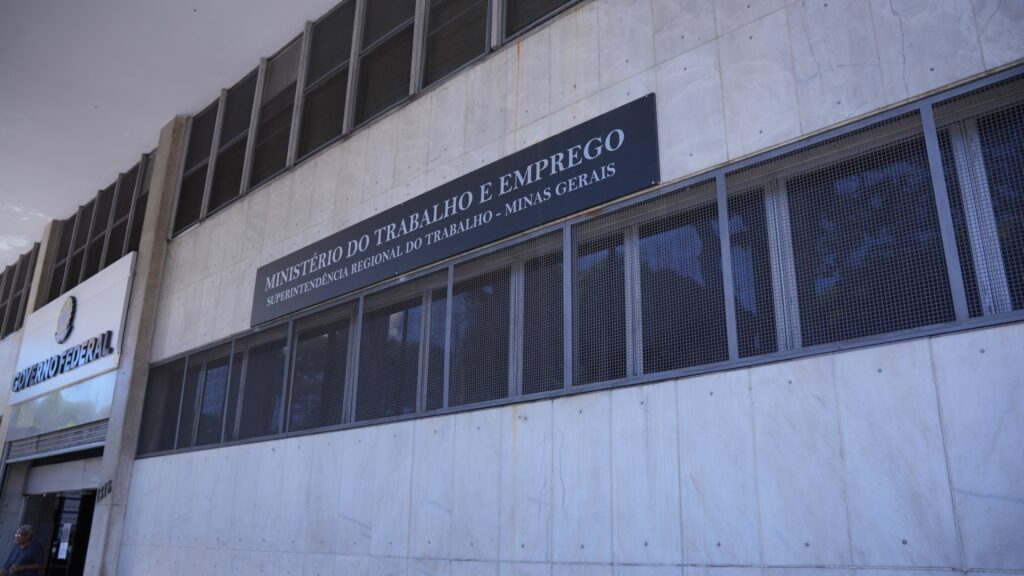 MINISTÉRIO DO TRABALHO E EMPREGO
SUPERINTENDÊNCIA REGIONAL DO TRABALHO - MINAS GERAIS
GOVERNO FEDERAL